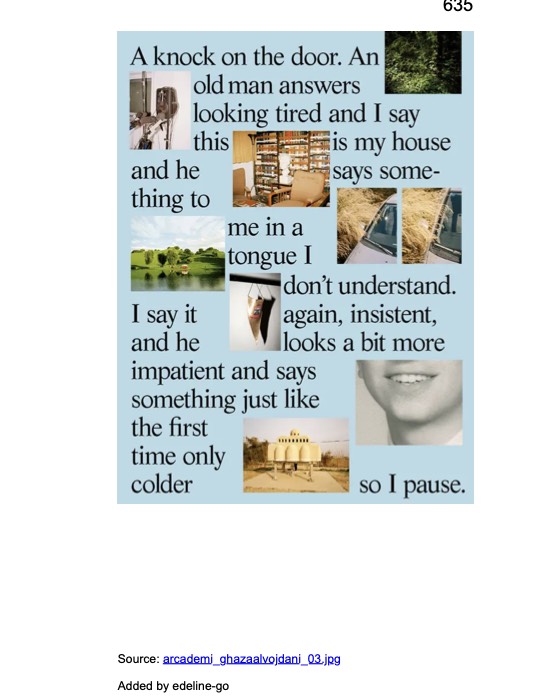 635
A knock on the door. An
old man answers
looking tired and I say
this is my house
and he says some-
thing to
me in a
tongue I
don’t understand.
I say it again, insistent,
and he looks a bit more
impatient and says
something just like
the first
time only
colder so I pause.
Source: arcademi_ghazaalvojdani_03.jpg
Added by edeline-go